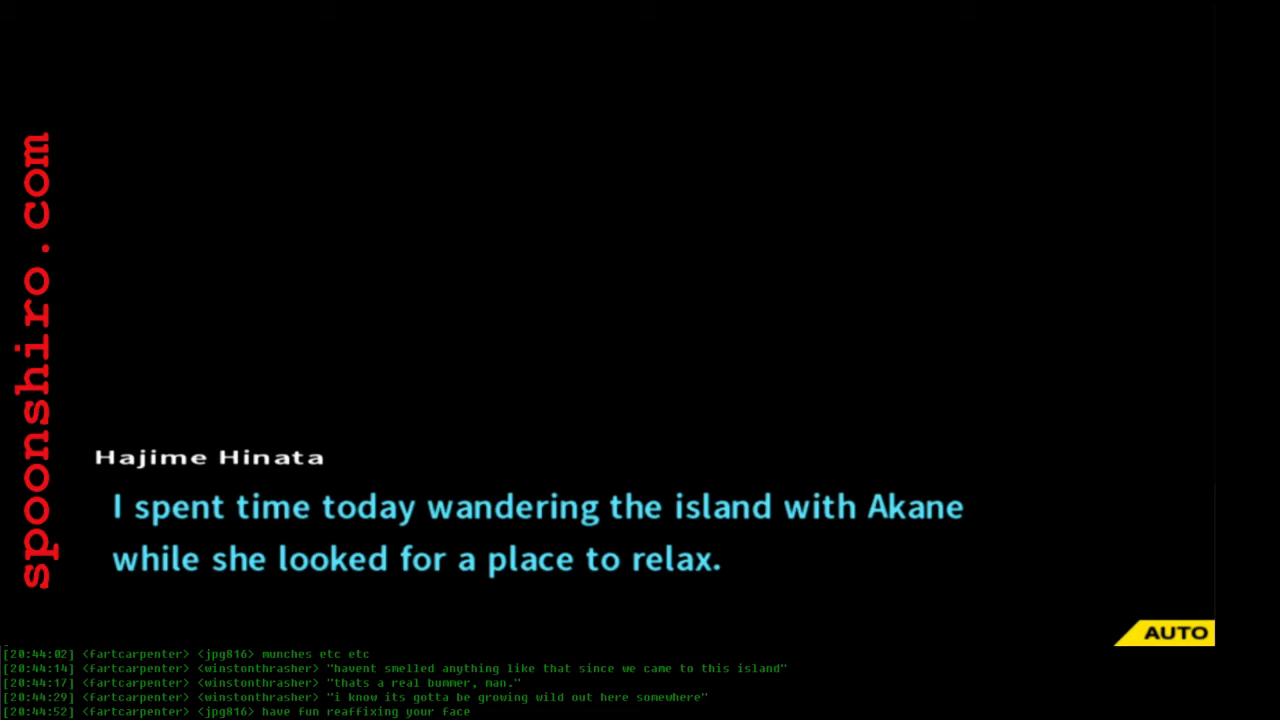 spoonshiro.com
Hajime Hinata
I spent time today wandering the island with Akane
while she looked for a place to relax.
AUTO
[20:44:02] <fartcarpenter> <jpg816> munches etc etc
[20:44:14] <fartcarpenter> <winstonthrasher> "havent smelled anything like that since we came to this island"
[20:44:17] <fartcarpenter> <winstonthrasher> "thats a real bummer, man."
[20:44:29] <fartcarpenter> <winstonthrasher> "i know its gotta be growing wild out here somewhere"
[20:44:52] <fartcarpenter> <jpg816> have fun reaffixing your face